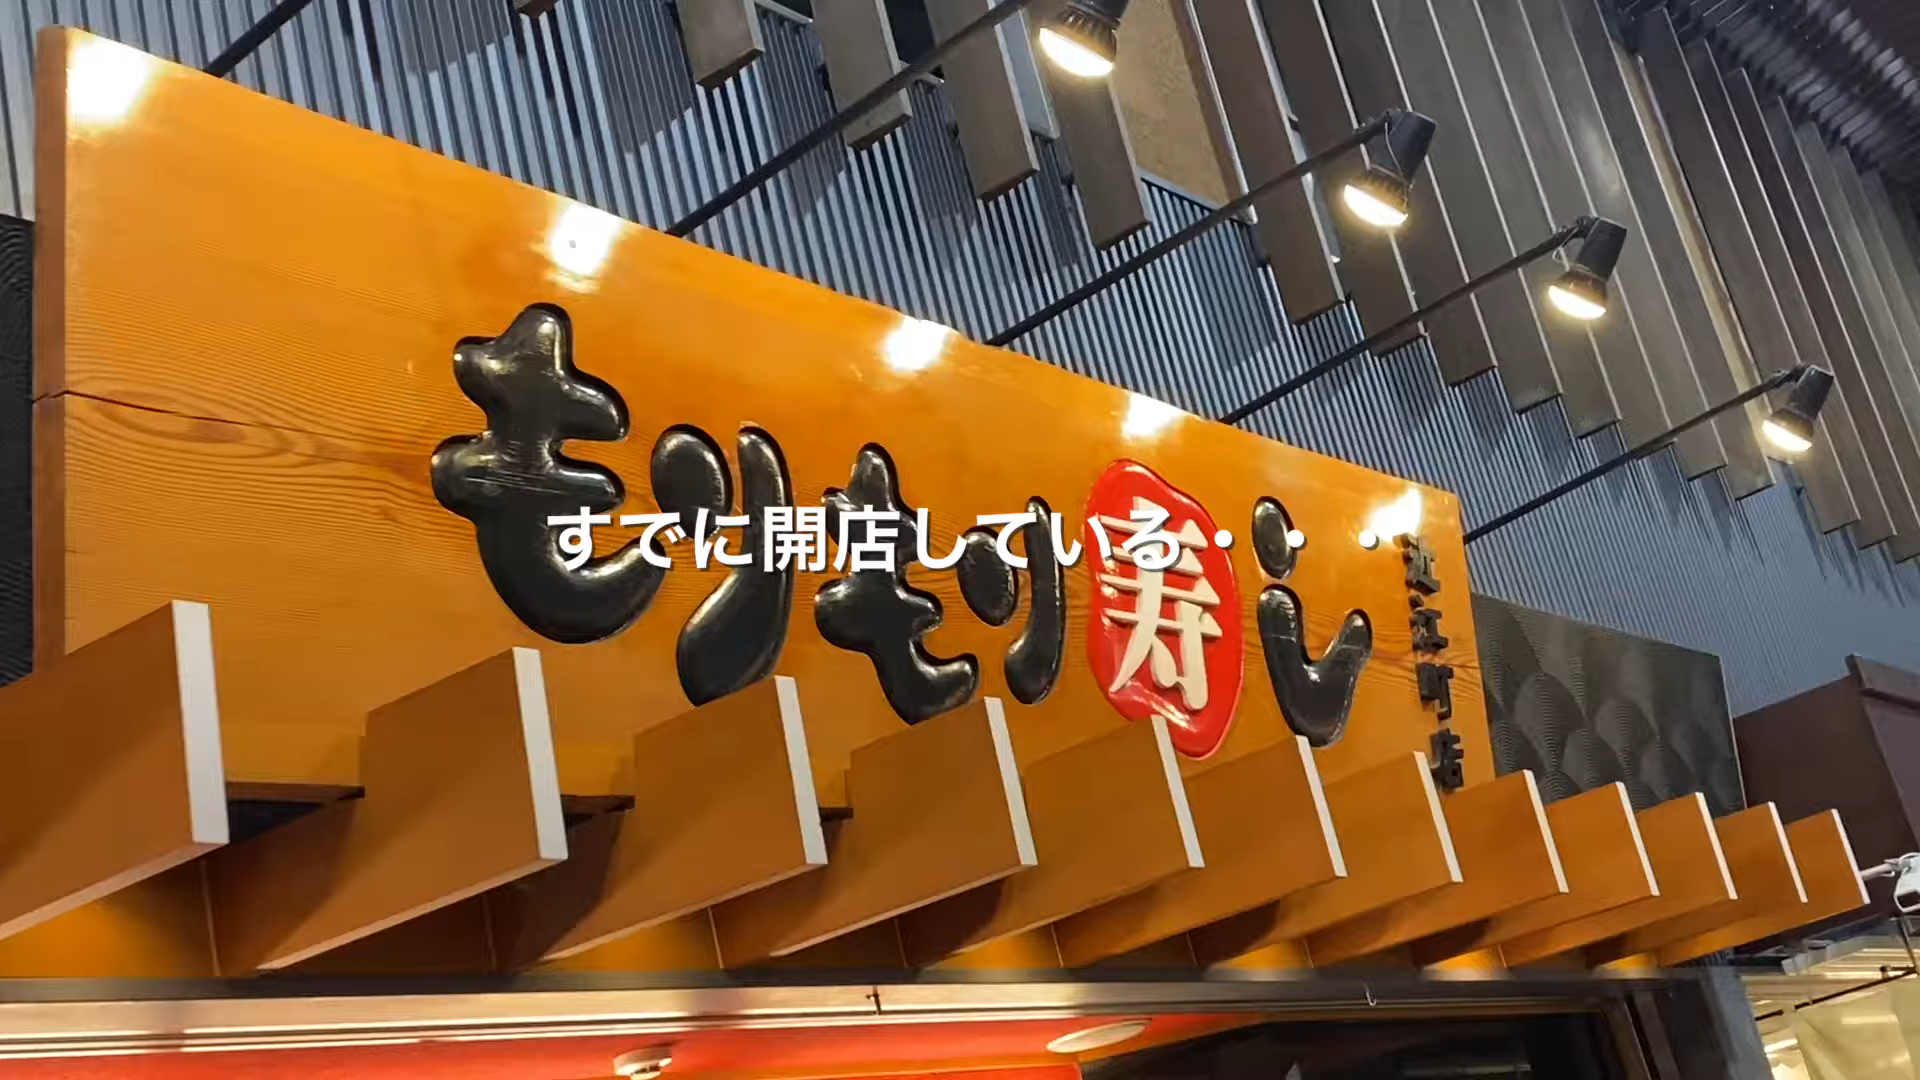 もりもり寿し
近江町店
すでに開店している・・・